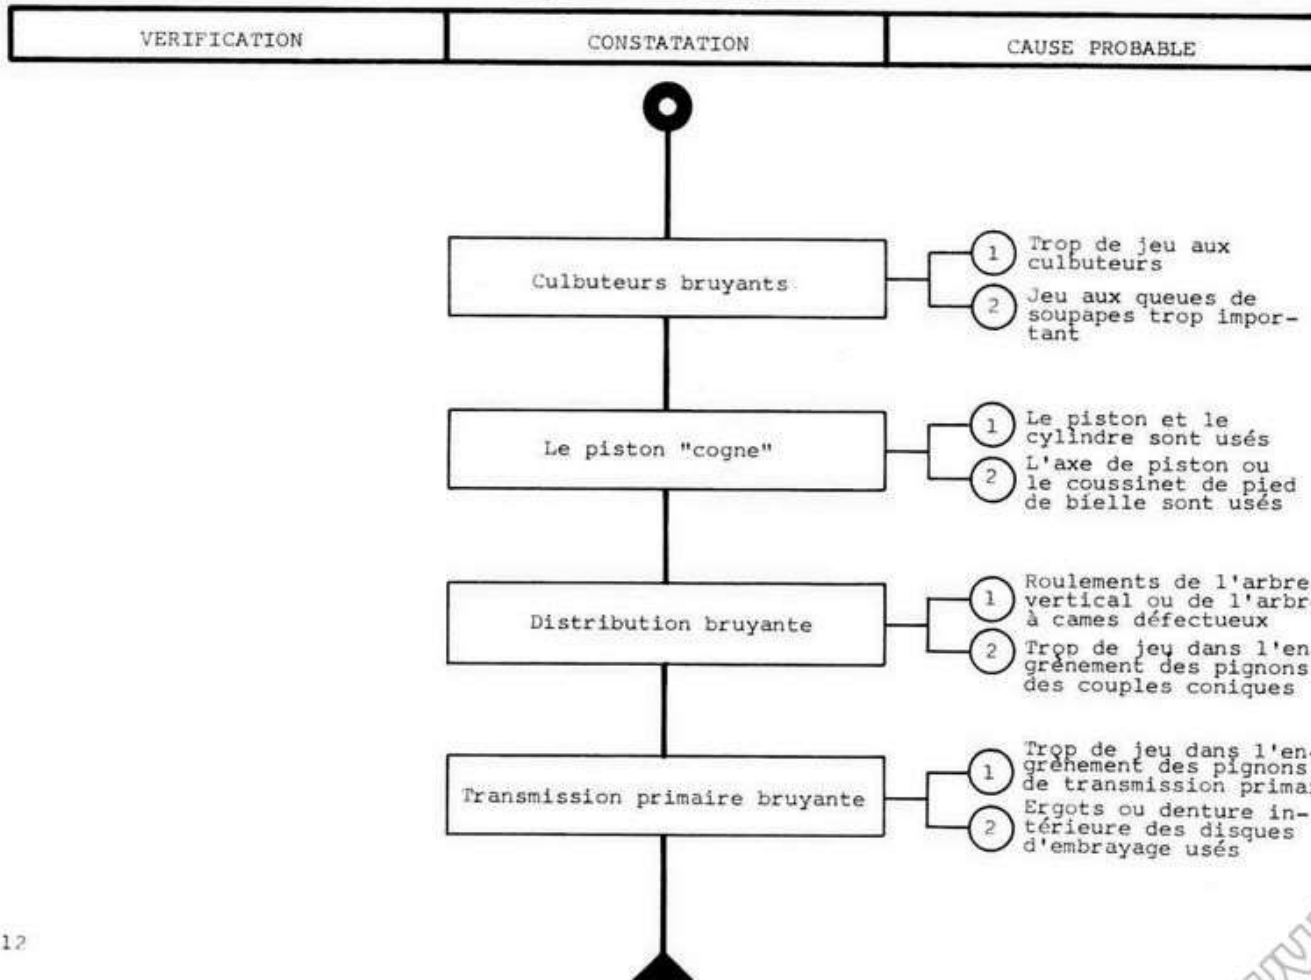 VERIFICATION
CONSTATATION
CAUSE PROBABLE
Culbuteurs bruyants
1
Trop de jeu aux
culbuteurs
2
Jeu aux queues de
soupapes trop impor-
tant
Le piston "cogne"
1
Le piston et le
cylindre sont usés
2
L'axe de piston ou
le coussinet de pied
de bielle sont usés
Distribution bruyante
1
Roulements de l'arbre
vertical ou de l'arbr
à cames défectueux
2
Trop de jeu dans l'en
grènement des pignons
des couples coniques
Transmission primaire bruyante
1
Trop de jeu dans l'en-
grènement des pignons
de transmission primai
2
Ergots ou denture in-
térieure des disques
d'embrayage usés
12